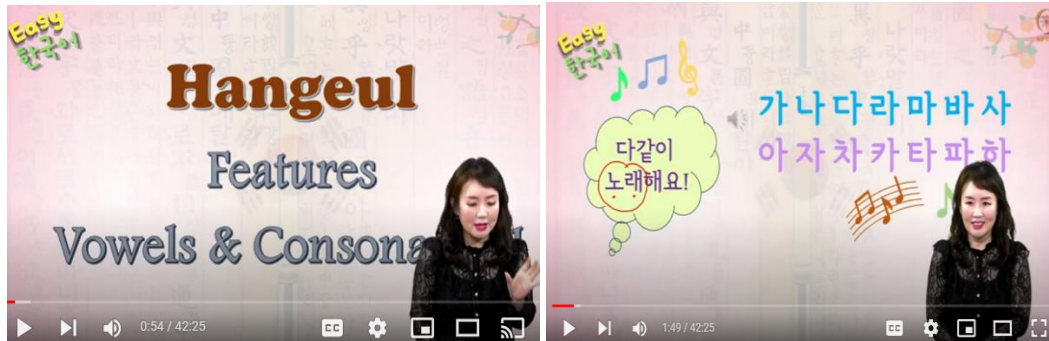 Easy
한국어
Hangeul
Features
Vowels & Consona
0:54 / 42:25
CC
Easy
한국어
다같이
노래해요!
가 나 다 라 마 바 사
아 자 차 카 타 파 하
1:49 / 42:25
CC